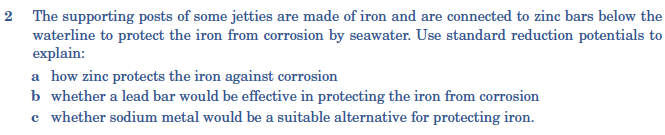 2 The supporting posts of some jetties are made of iron and are connected to zinc bars below the
waterline to protect the iron from corrosion by seawater. Use standard reduction potentials to
explain:
a how zinc protects the iron against corrosion
b whether a lead bar would be effective in protecting the iron from corrosion
c whether sodium metal would be a suitable alternative for protecting iron.